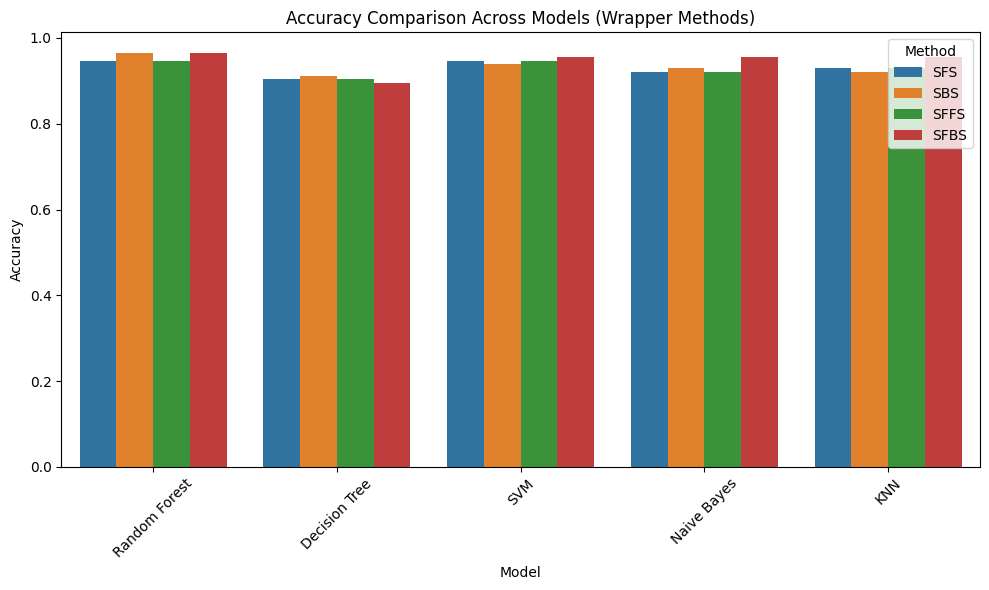 Accuracy Comparison Across Models (Wrapper Methods)
Accuracy
1.0
0.8
0.6
0.4
0.2
0.0
Method
SFS
SBS
SFFS
SFBS
Random Forest
Decision Tree
SVM
Naive Bayes
KNN
Model